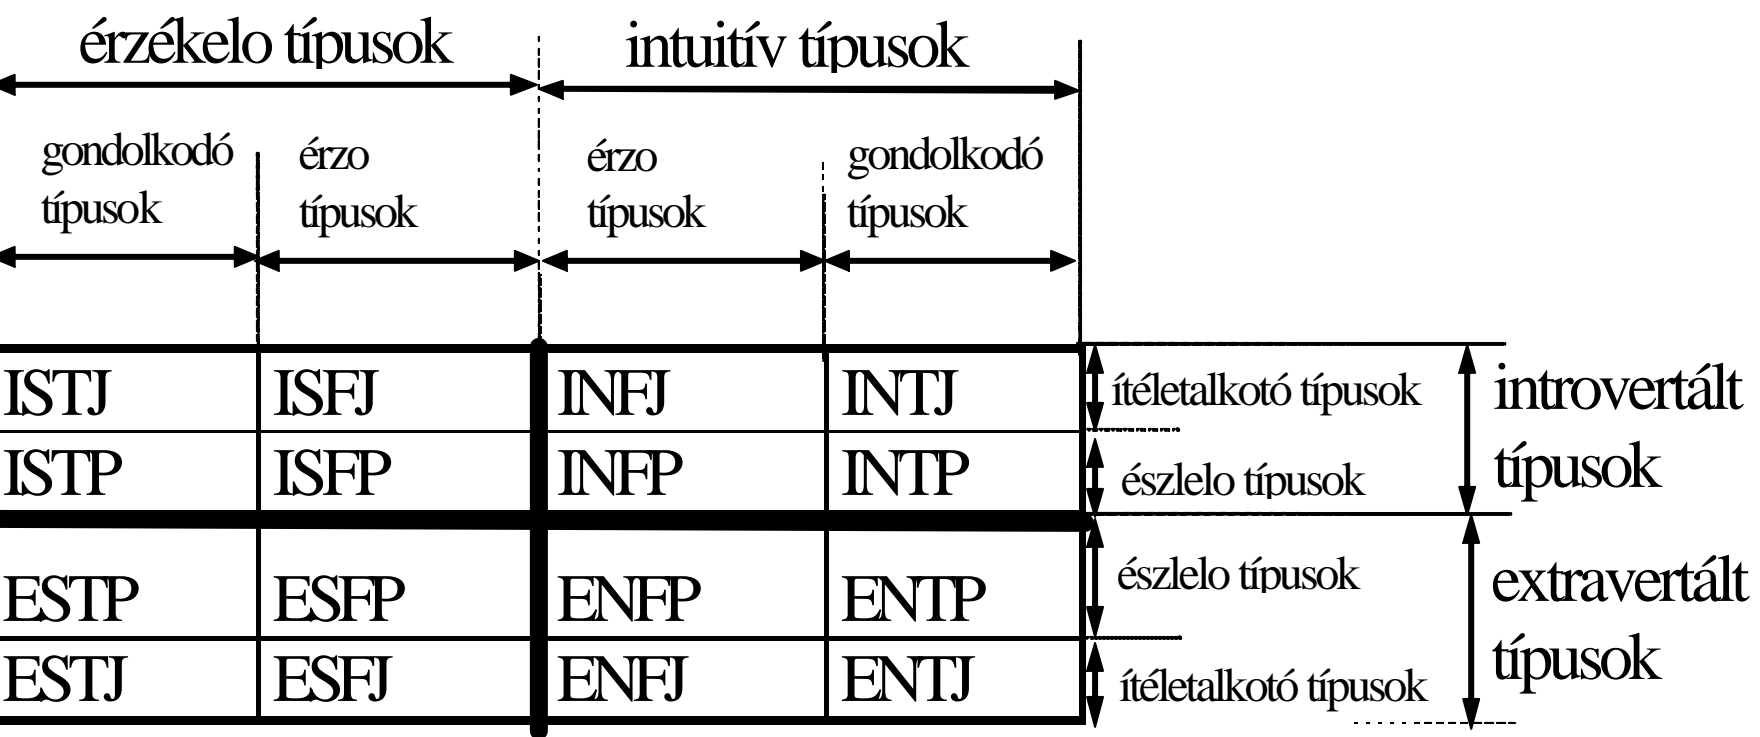 érzékelo típusok
intuitív típusok
gondolkodó
típusok
érzo
típusok
érzo
típusok
gondolkodó
típusok
ISTJ ISFJ INFJ INTJ
ítéletalkotó típusok
ISTP ISFP INFP INTP
észlelo típusok
introvertált
típusok
ESTP ESFP ENFP ENTP
észlelo típusok
ESTJ ESFJ ENFJ ENTJ
ítéletalkotó típusok
extravertált
típusok